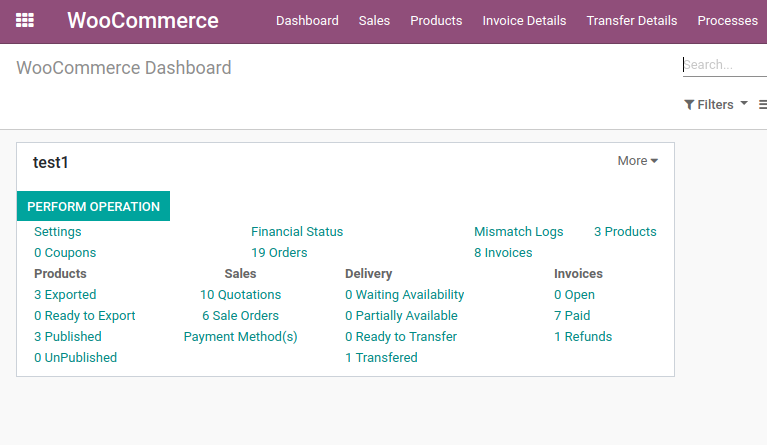 WooCommerce Dashboard Sales Products Invoice Details Transfer Details Processes
WooCommerce Dashboard
Search...
Filters
test1 More
PERFORM OPERATION
Settings Financial Status Mismatch Logs 3 Products
0 Coupons 19 Orders 8 Invoices
Products Sales Delivery Invoices
3 Exported 10 Quotations 0 Waiting Availability 0 Open
0 Ready to Export 6 Sale Orders 0 Partially Available 7 Paid
3 Published Payment Method(s) 0 Ready to Transfer 1 Refunds
0 UnPublished 1 Transfered